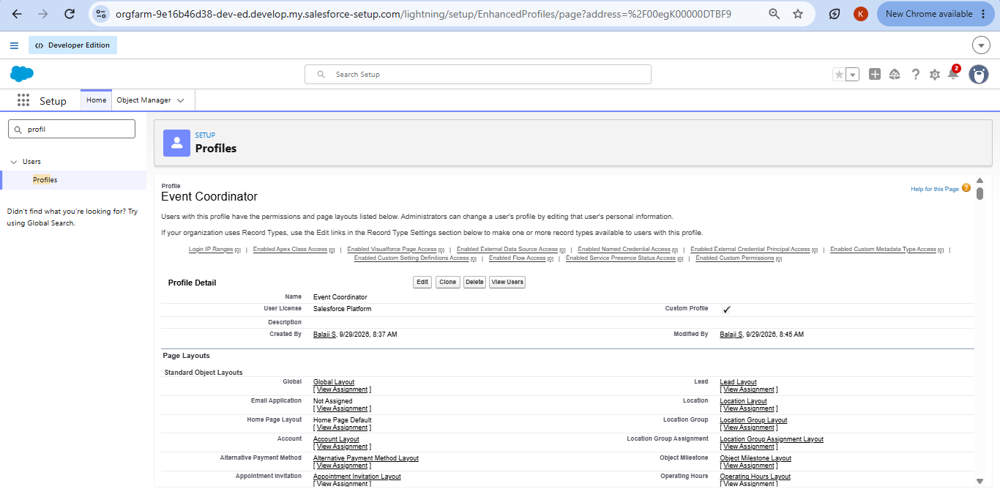 orgfarm-9e16b46d38-dev-ed.develop.my.salesforce-setup.com/lightning/setup/EnhancedProfiles/page?address=%2F00egK00000DTBF9
K
New Chrome available
Developer Edition
Search Setup
2
Setup
Home
Object Manager
profil
Users
Profiles
Didn't find what you're looking for? Try
using Global Search.
SETUP
Profiles
Profile
Event Coordinator
Help for this Page
Users with this profile have the permissions and page layouts listed below. Administrators can change a user's profile by editing that user's personal information.
If your organization uses Record Types, use the Edit links in the Record Type Settings section below to make one or more record types available to users with this profile.
Login IP Ranges [0] | Enabled Apex Class Access [0] | Enabled Visualforce Page Access [0] | Enabled External Data Source Access [0] | Enabled Named Credential Access [0] | Enabled External Credential Principal Access [0] | Enabled Custom Metadata Type Access [0] |
Enabled Custom Setting Definitions Access [0] | Enabled Flow Access [0] | Enabled Service Presence Status Access [0] | Enabled Custom Permissions [0]
Profile Detail Edit Clone Delete View Users
Name Event Coordinator
User License Salesforce Platform Custom Profile ✓
Description
Created By Balaji S, 9/29/2026, 8:37 AM Modified By Balaji S, 9/29/2026, 8:45 AM
Page Layouts
Standard Object Layouts
Global Global Layout Lead Lead Layout
[ View Assignment ] [ View Assignment ]
Email Application Not Assigned Location Location Layout
[ View Assignment ] [ View Assignment ]
Home Page Layout Home Page Default Location Group Location Group Layout
[ View Assignment ] [ View Assignment ]
Account Account Layout Location Group Assignment Location Group Assignment Layout
[ View Assignment ] [ View Assignment ]
Alternative Payment Method Alternative Payment Method Layout Object Milestone Object Milestone Layout
[ View Assignment ] [ View Assignment ]
Appointment Invitation Appointment Invitation Layout Operating Hours Operating Hours Layout
[ View Assignment ] [ View Assignment ]